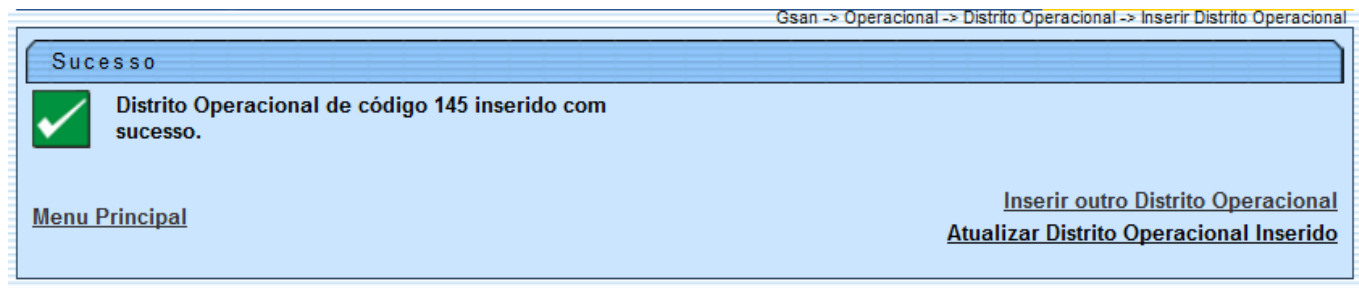 Gsan -> Operacional -> Distrito Operacional -> Inserir Distrito Operacional
Sucesso
Distrito Operacional de código 145 inserido com
sucesso.
Inserir outro Distrito Operacional
Menu Principal
Atualizar Distrito Operacional Inserido